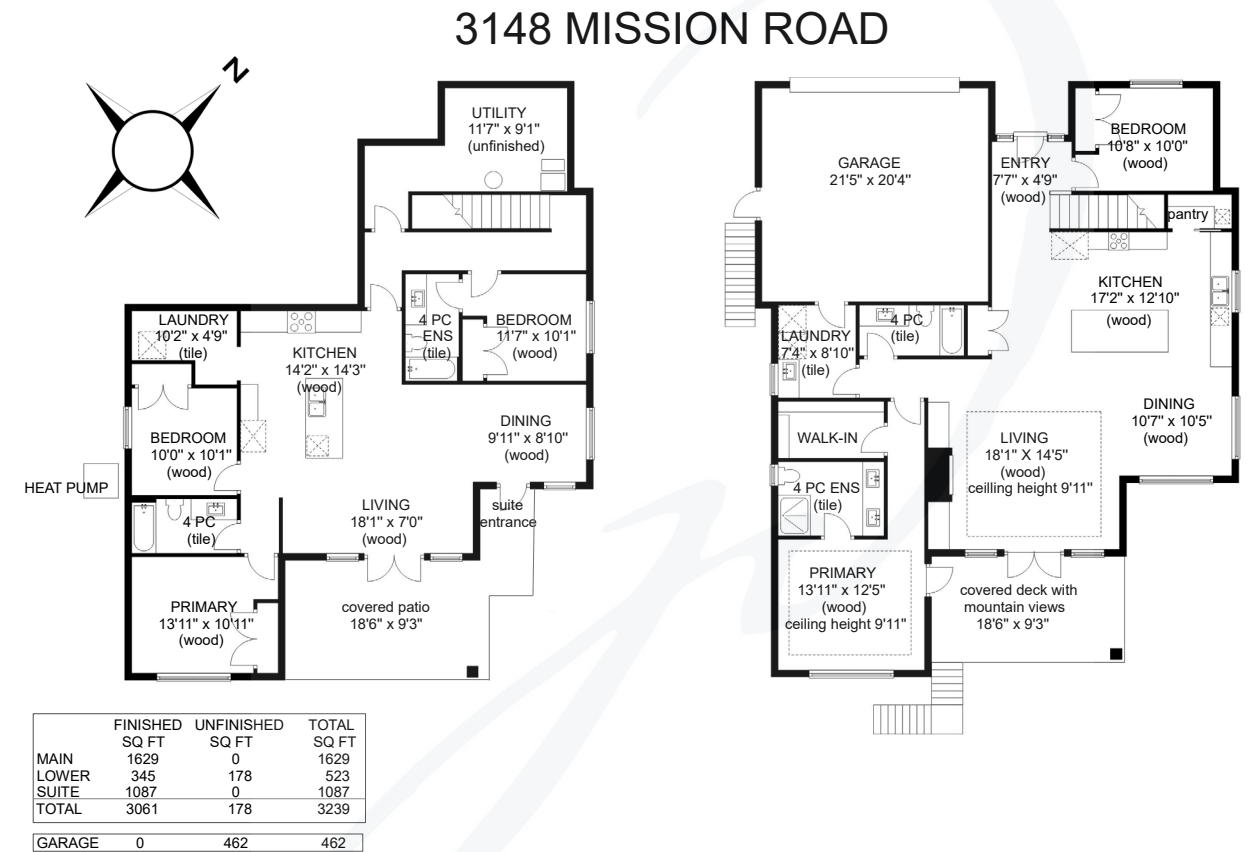 3148 MISSION ROAD
N
UTILITY
11'7" x 9'1"
(unfinished)
4 PC
ENS
(tile)
BEDROOM
11'7" x 10'1"
(wood)
LAUNDRY
10'2" x 4'9"
(tile)
KITCHEN
14'2" x 14'3"
(wood)
BEDROOM
10'0" x 10'1"
(wood)
DINING
9'11" x 8'10"
(wood)
HEAT PUMP
4 PC
(tile)
LIVING
18'1" x 7'0"
(wood)
suite
entrance
PRIMARY
13'11" x 10'11"
(wood)
covered patio
18'6" x 9'3"
GARAGE
21'5" x 20'4"
ENTRY
7'7" x 4'9"
(wood)
BEDROOM
10'8" x 10'0"
(wood)
pantry
KITCHEN
17'2" x 12'10"
(wood)
LAUNDRY
7'4" x 8'10"
(tile)
4 PC
(tile)
WALK-IN
LIVING
18'1" X 14'5"
(wood)
ceilling height 9'11"
DINING
10'7" x 10'5"
(wood)
4 PC ENS
(tile)
PRIMARY
13'11" x 12'5"
(wood)
ceiling height 9'11"
covered deck with
mountain views
18'6" x 9'3"
FINISHED UNFINISHED TOTAL
SQ FT SQ FT SQ FT
MAIN 1629 0 1629
LOWER 345 178 523
SUITE 1087 0 1087
TOTAL 3061 178 3239
GARAGE 0 462 462